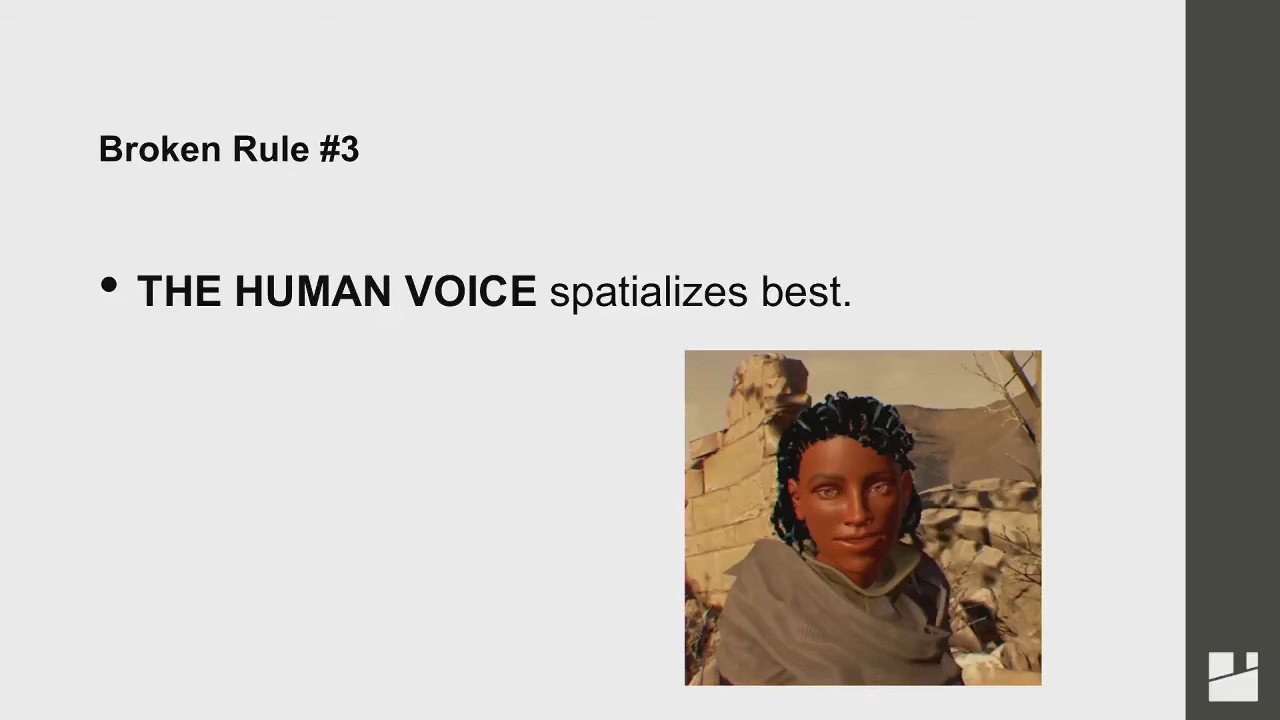 Broken Rule #3
• THE HUMAN VOICE spatializes best.